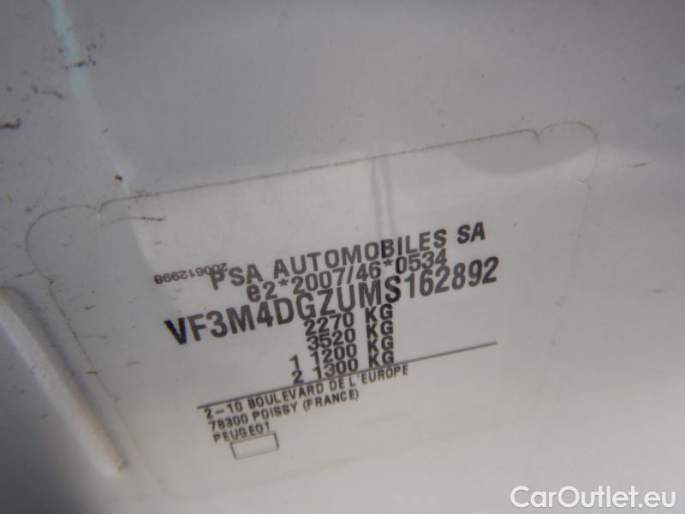 200612998
PSA AUTOMOBILES SA
e2*2007/46*0534
VF3M4DGZUMS162892
2270 KG
3520 KG
1 1200 KG
2 1300 KG
2-10 BOULEVARD DE L'EUROPE
78300 POISSY (FRANCE)
PEUGEOT
CarOutlet.eu